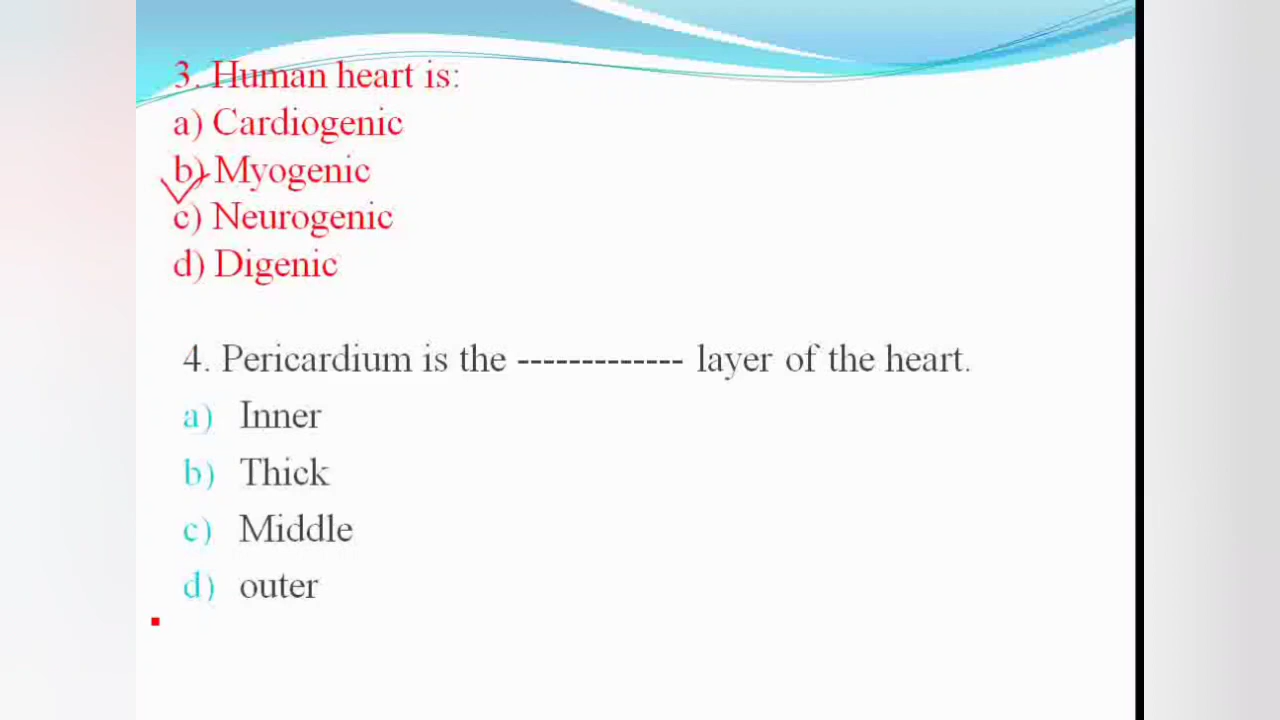 3. Human heart is:
a) Cardiogenic
b) Myogenic
c) Neurogenic
d) Digenic
4. Pericardium is the ------------- layer of the heart.
a) Inner
b) Thick
c) Middle
d) outer